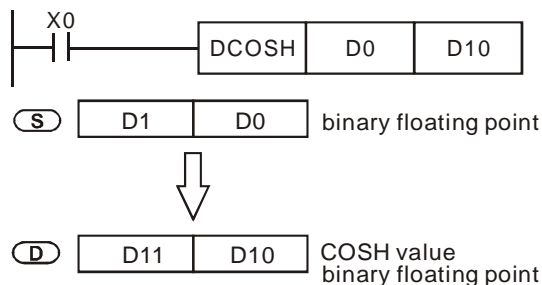 X0
DCOSH D0 D10
S D1 D0 binary floating point
D D11 D10 COSH value
binary floating point